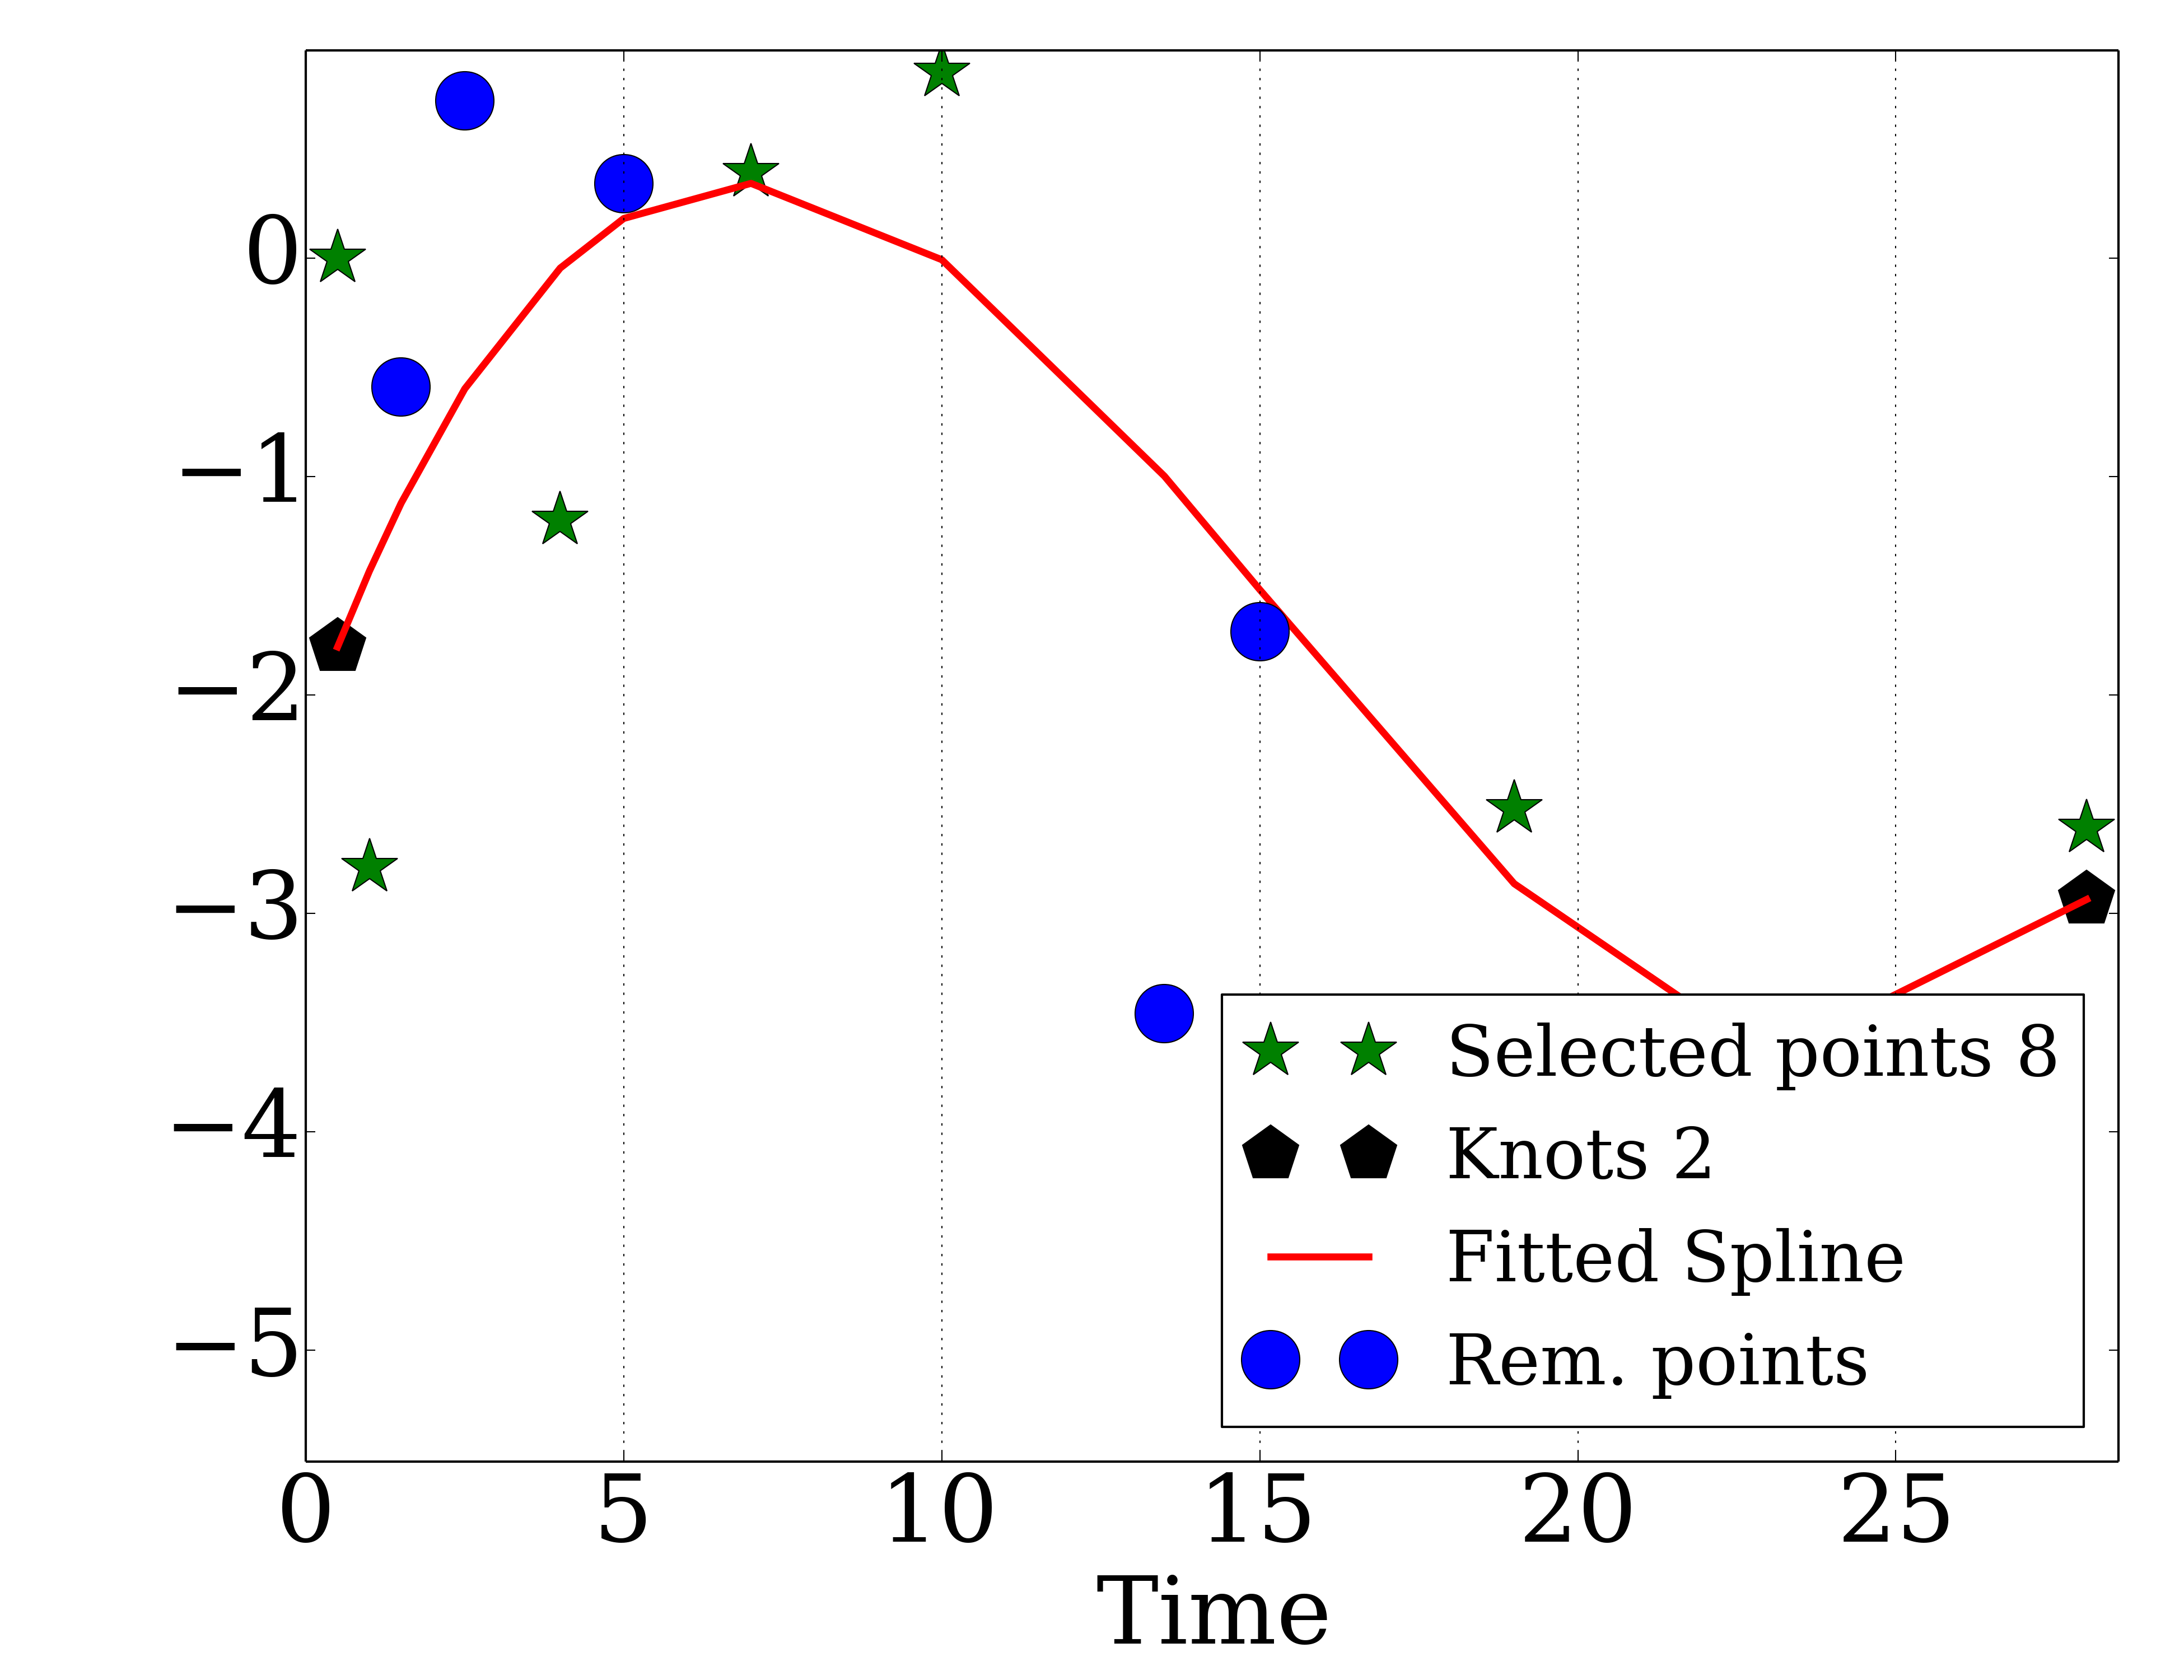 0
−1
−2
−3
−4
−5
Selected points 8
Knots 2
Fitted Spline
Rem. points
0 5 10 15 20 25
Time